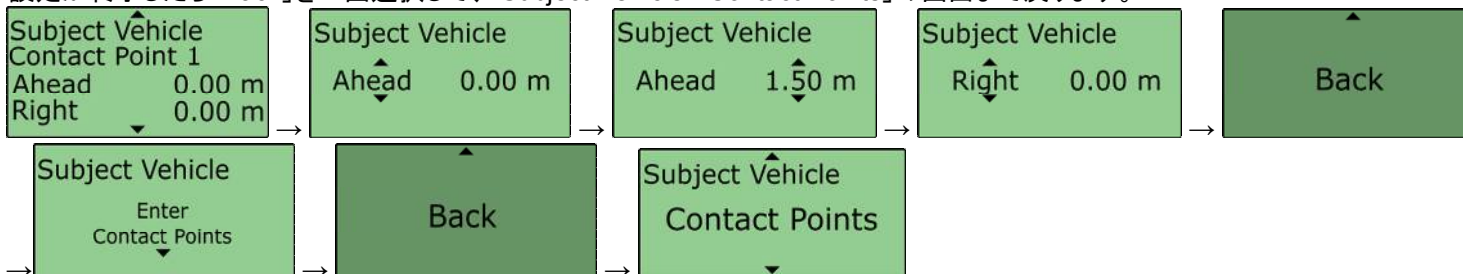 Subject Vehicle
Contact Point 1
Ahead 0.00 m
Right 0.00 m
→
Subject Vehicle
Ahead 0.00 m
→
Subject Vehicle
Ahead 1.50 m
→
Subject Vehicle
Right 0.00 m
→
Back
→
Subject Vehicle
Enter
Contact Points
→
Back
→
Subject Vehicle
Contact Points